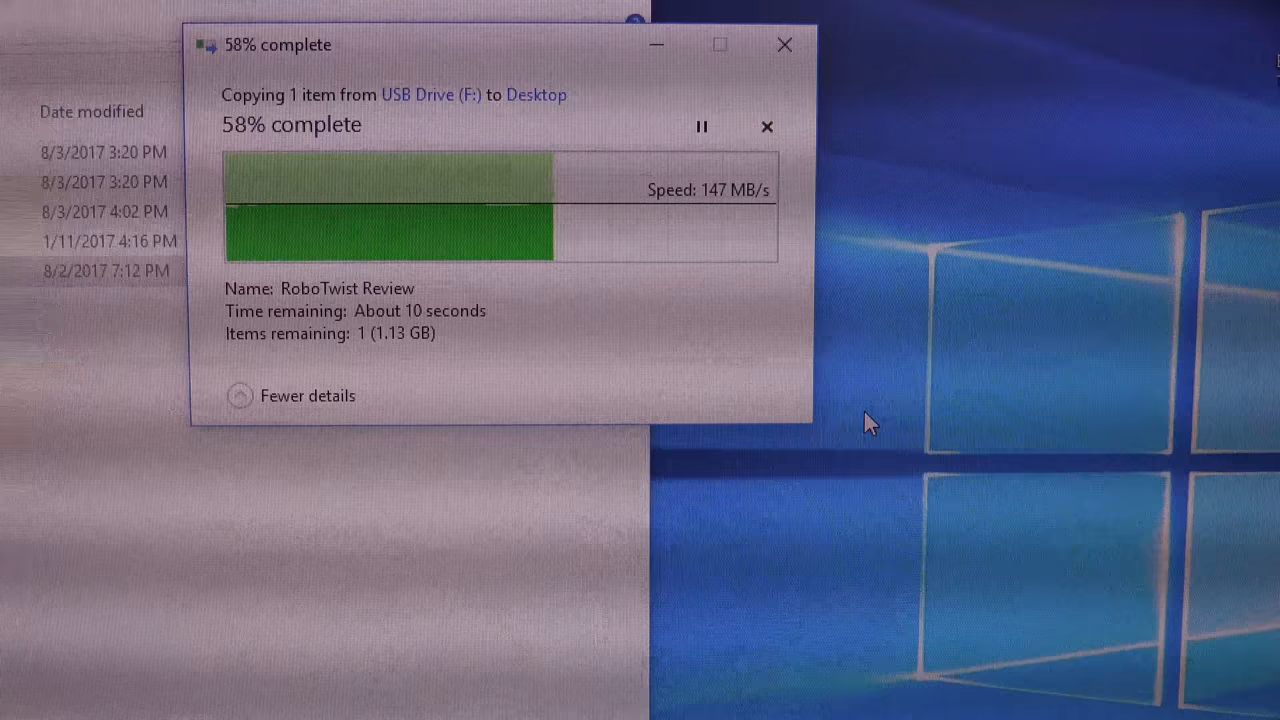 58% complete
Copying 1 item from USB Drive (F:) to Desktop
58% complete
Speed: 147 MB/s
Name: RoboTwist Review
Time remaining: About 10 seconds
Items remaining: 1 (1.13 GB)
Fewer details
Date modified
8/3/2017 3:20 PM
8/3/2017 3:20 PM
8/3/2017 4:02 PM
1/11/2017 4:16 PM
8/2/2017 7:12 PM